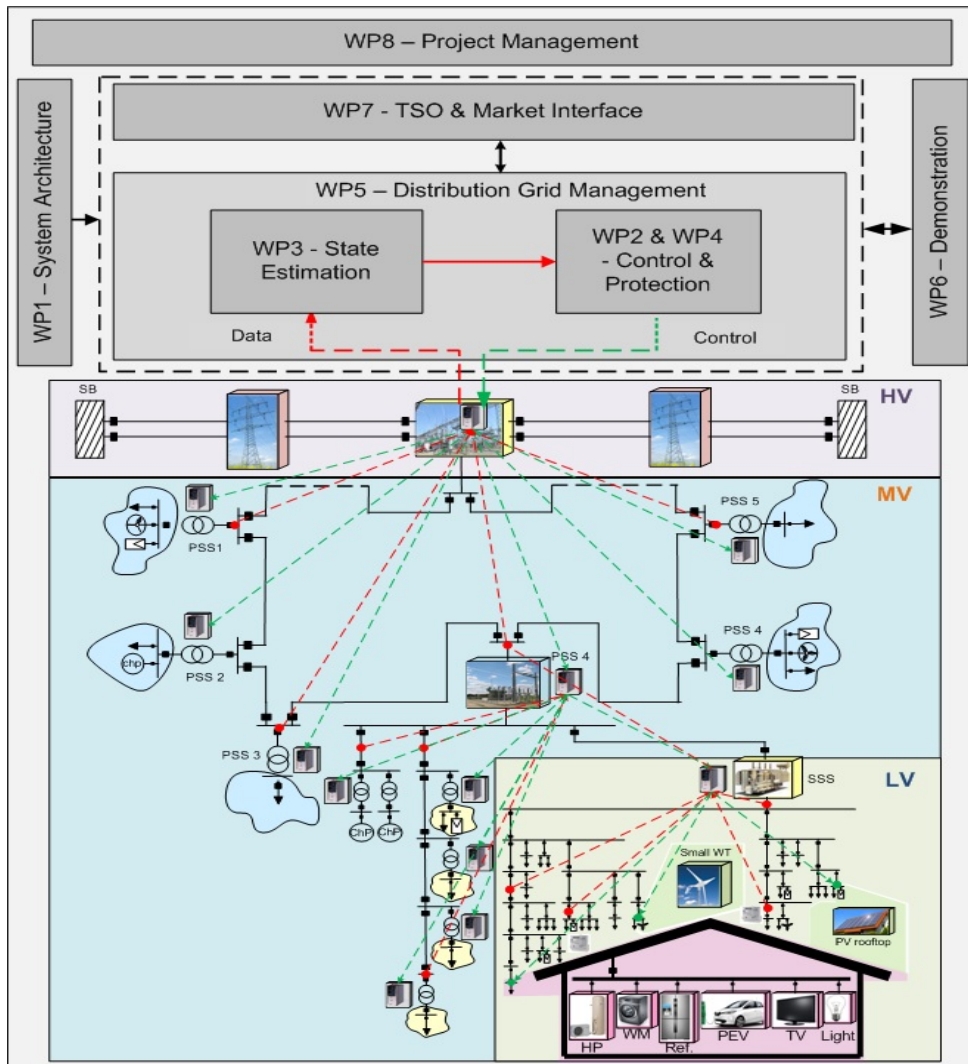 WP8 – Project Management
WP1 – System Architecture
WP7 - TSO & Market Interface
WP6 – Demonstration
WP5 – Distribution Grid Management
WP3 - State
Estimation
WP2 & WP4
- Control &
Protection
Data
Control
SB
SB
HV
MV
PSS1
PSS 5
chp
PSS 2
PSS 4
PSS 4
PSS 3
ChP
ChP
LV
SSS
Small WT
PV rooftop
HP
WM
Ref.
PEV
TV
Light